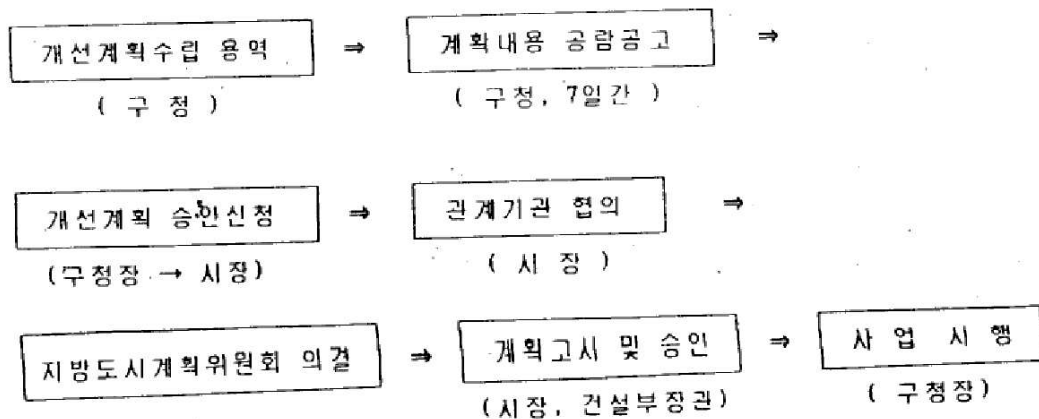 개선계획수립 용역 ⇒ 계획내용 공람공고 ⇒
( 구 청 ) ( 구청, 7일간 )
개선계획 승인신청 ⇒ 관계기관 협의 ⇒
(구청장 → 시장) ( 시 장 )
지방도시계획위원회 의결 ⇒ 계획고시 및 승인 ⇒ 사 업 시 행
(시장, 건설부장관) ( 구청장 )